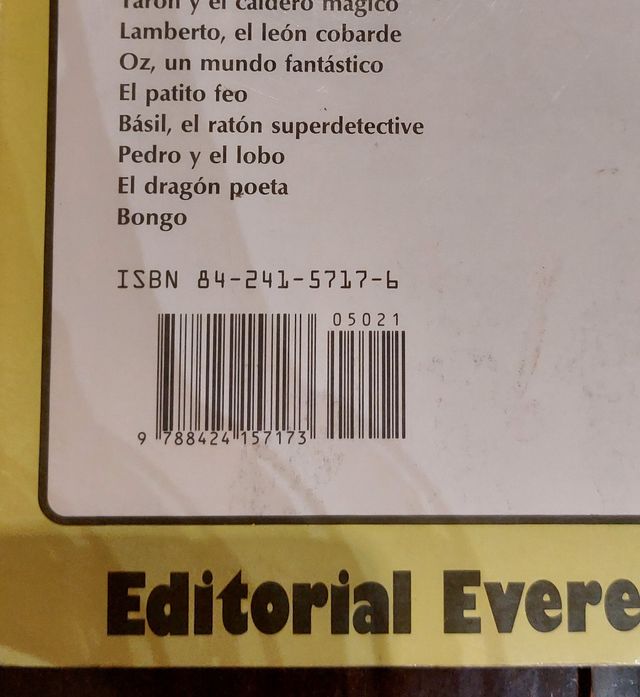 Tarón y el caldero mágico
Lamberto, el león cobarde
Oz, un mundo fantástico
El patito feo
Básil, el ratón superdetective
Pedro y el lobo
El dragón poeta
Bongo
ISBN 84-241-5717-6
05021
9 788424 157173
Editorial Evere